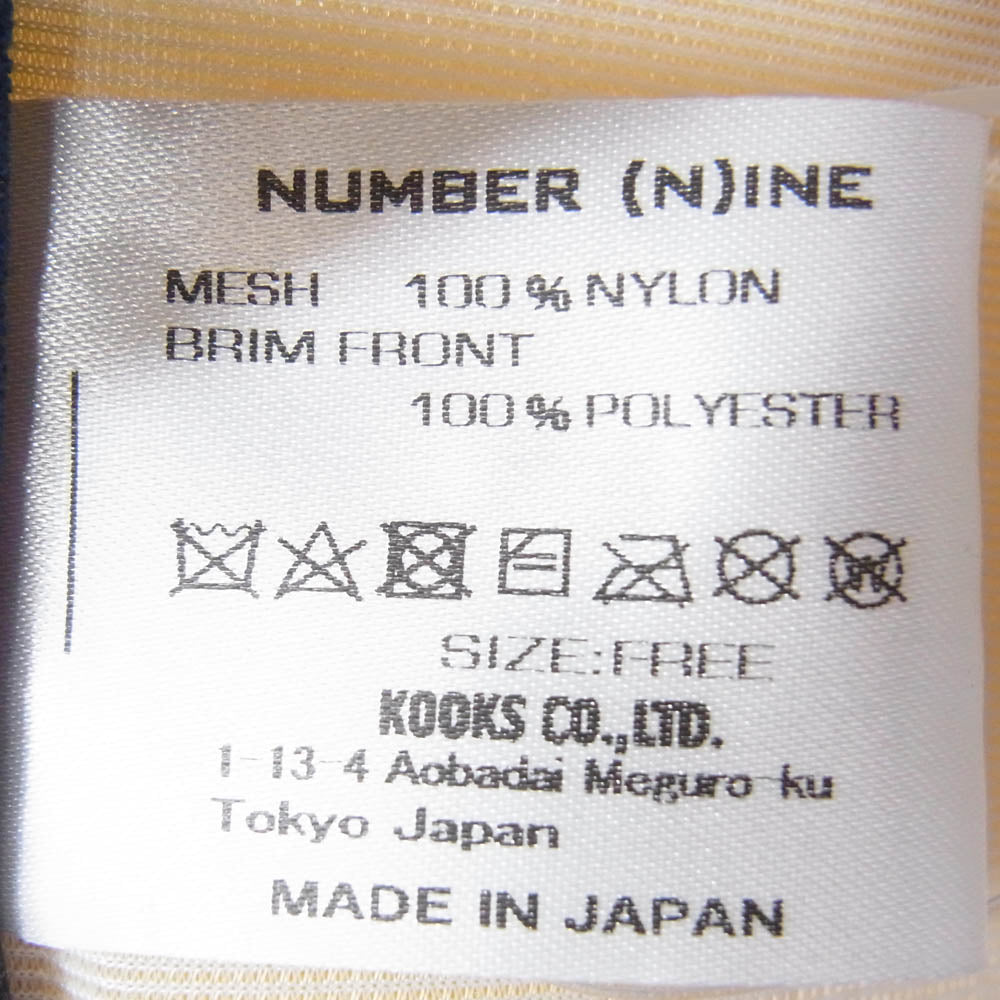 NUMBER (N)INE
MESH 100%NYLON
BRIM FRONT
100%POLYESTER
SIZE:FREE
KOOKS CO.,LTD.
1-13-4 Aobadai Meguro-ku
Tokyo Japan
MADE IN JAPAN